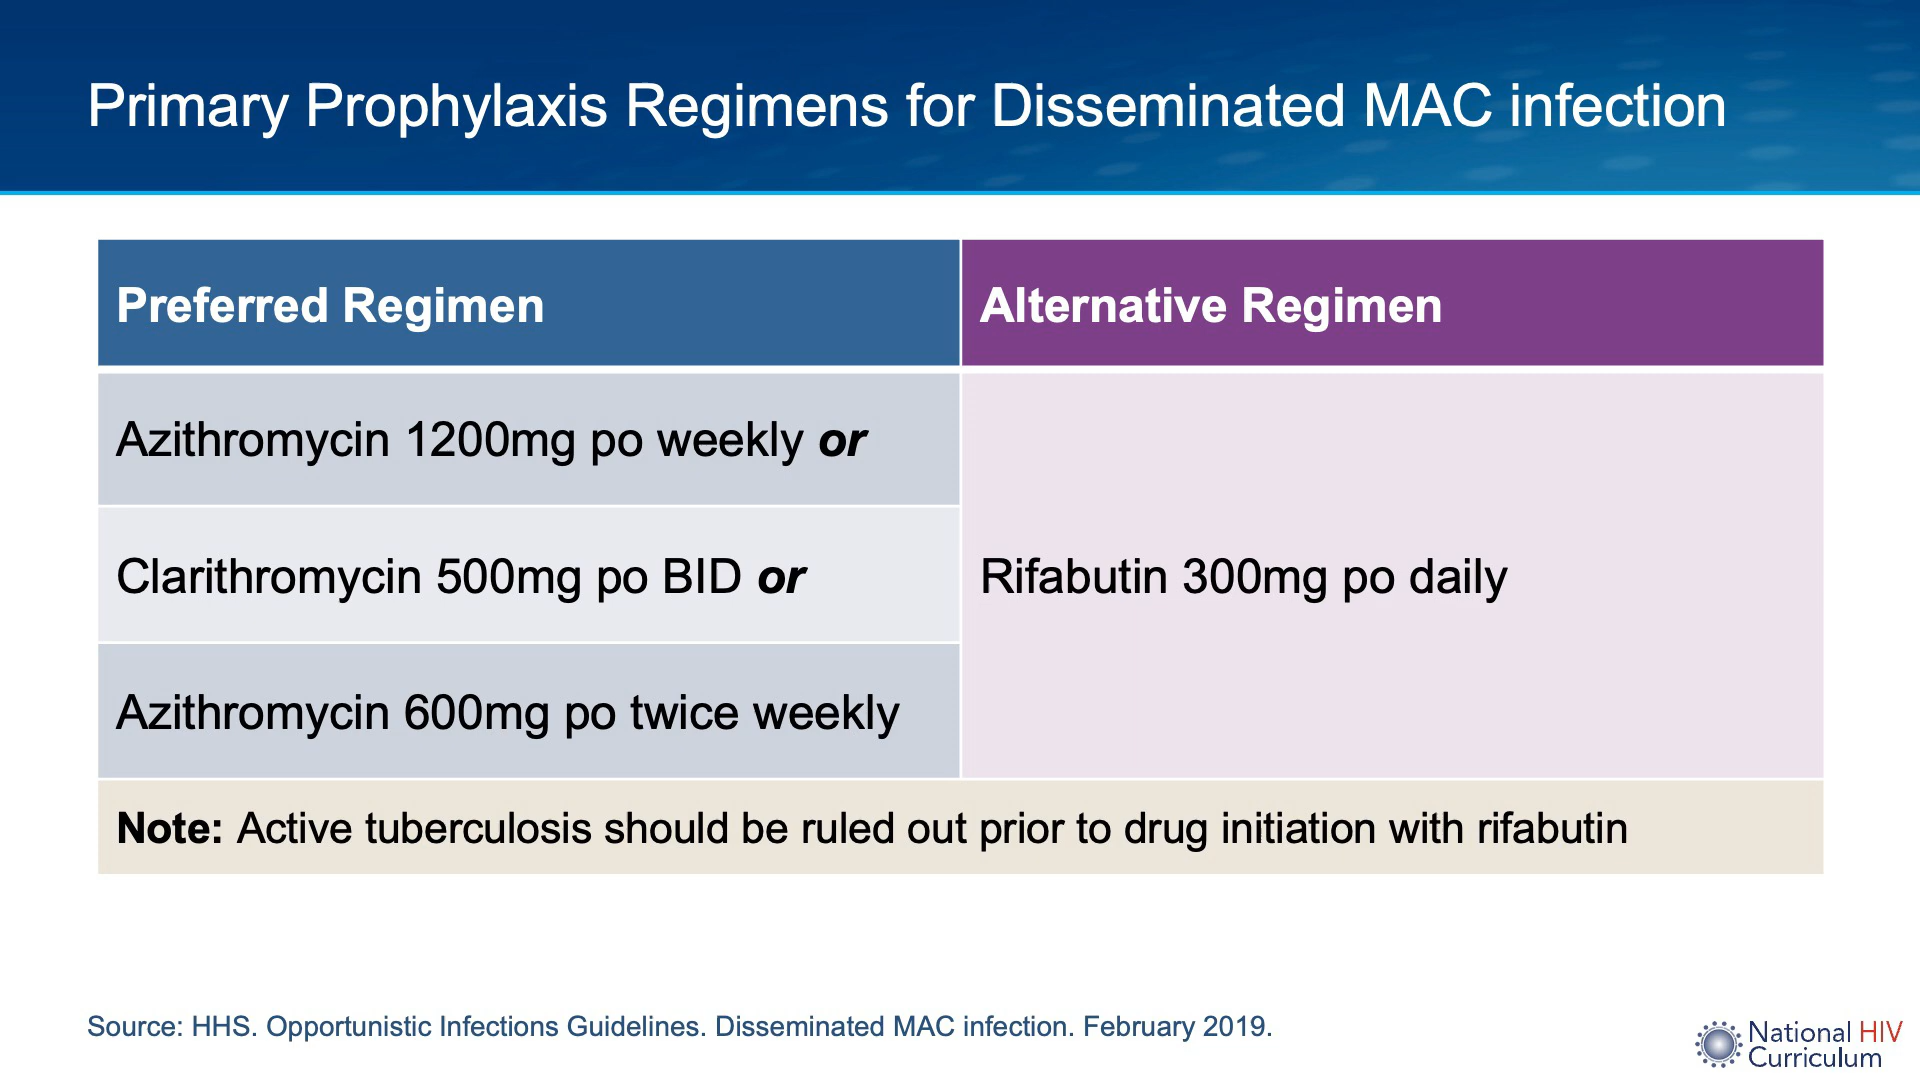 Primary Prophylaxis Regimens for Disseminated MAC infection
Preferred Regimen
Alternative Regimen
Azithromycin 1200mg po weekly or
Clarithromycin 500mg po BID or
Azithromycin 600mg po twice weekly
Rifabutin 300mg po daily
Note: Active tuberculosis should be ruled out prior to drug initiation with rifabutin
Source: HHS. Opportunistic Infections Guidelines. Disseminated MAC infection. February 2019.
National HIV
Curriculum